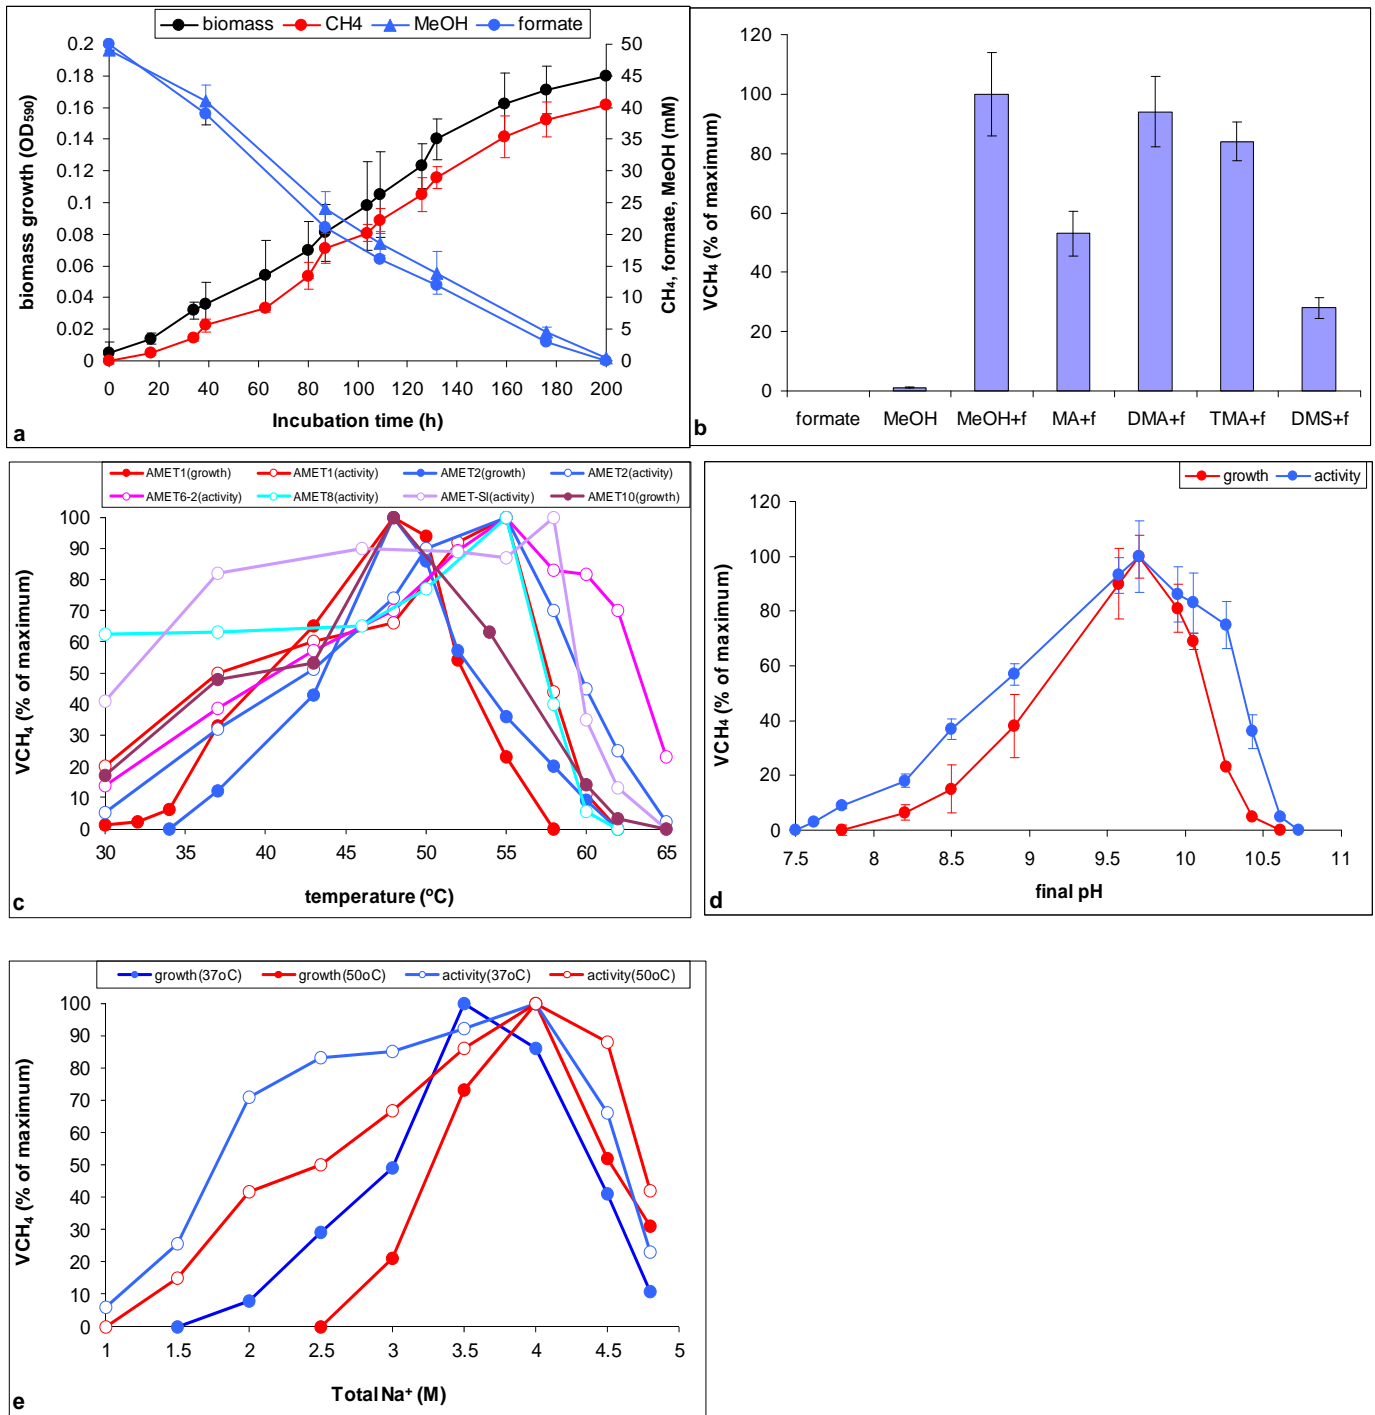 biomass CH4 MeOH formate
0.2
0.18
0.16
0.14
0.12
0.1
0.08
0.06
0.04
0.02
0
biomass growth (OD590)
50
45
40
35
30
25
20
15
10
5
0
CH4, formate, MeOH (mM)
0 20 40 60 80 100 120 140 160 180 200
Incubation time (h)
a
120
100
80
60
40
20
0
VCH4 (% of maximum)
formate MeOH MeOH+f MA+f DMA+f TMA+f DMS+f
b
AMET1(growth) AMET1(activity) AMET2(growth) AMET2(activity)
AMET6-2(activity) AMET8(activity) AMET-Sl(activity) AMET10(growth)
100
90
80
70
60
50
40
30
20
10
0
VCH4 (% of maximum)
30 35 40 45 50 55 60 65
temperature (oC)
c
growth activity
120
100
80
60
40
20
0
VCH4 (% of maximum)
7.5 8 8.5 9 9.5 10 10.5 11
final pH
d
growth(37oC) growth(50oC) activity(37oC) activity(50oC)
100
90
80
70
60
50
40
30
20
10
0
VCH4 (% of maximum)
1 1.5 2 2.5 3 3.5 4 4.5 5
Total Na+ (M)
e